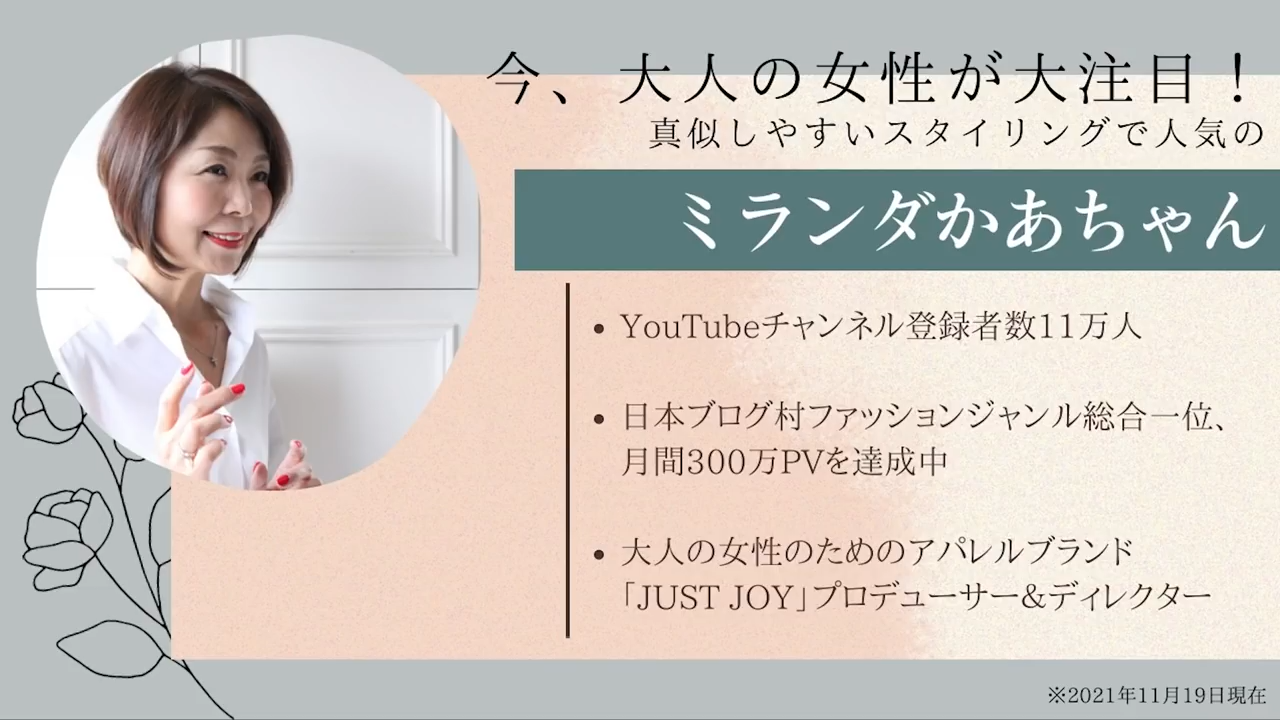 今、大人の女性が大注目！
真似しやすいスタイリングで人気の
ミランダかあちゃん
• YouTubeチャンネル登録者数11万人
• 日本ブログ村ファッションジャンル総合一位、
月間300万PVを達成中
• 大人の女性のためのアパレルブランド
「JUST JOY」プロデューサー&ディレクター
※2021年11月19日現在